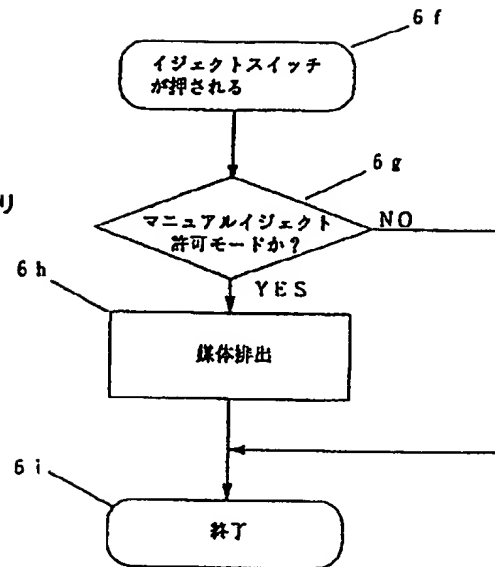 6f
イジェクトスイッチ
が押される
6g
リ
マニュアルイジェクト
許可モードか？
NO
6h
YES
媒体排出
6i
終了